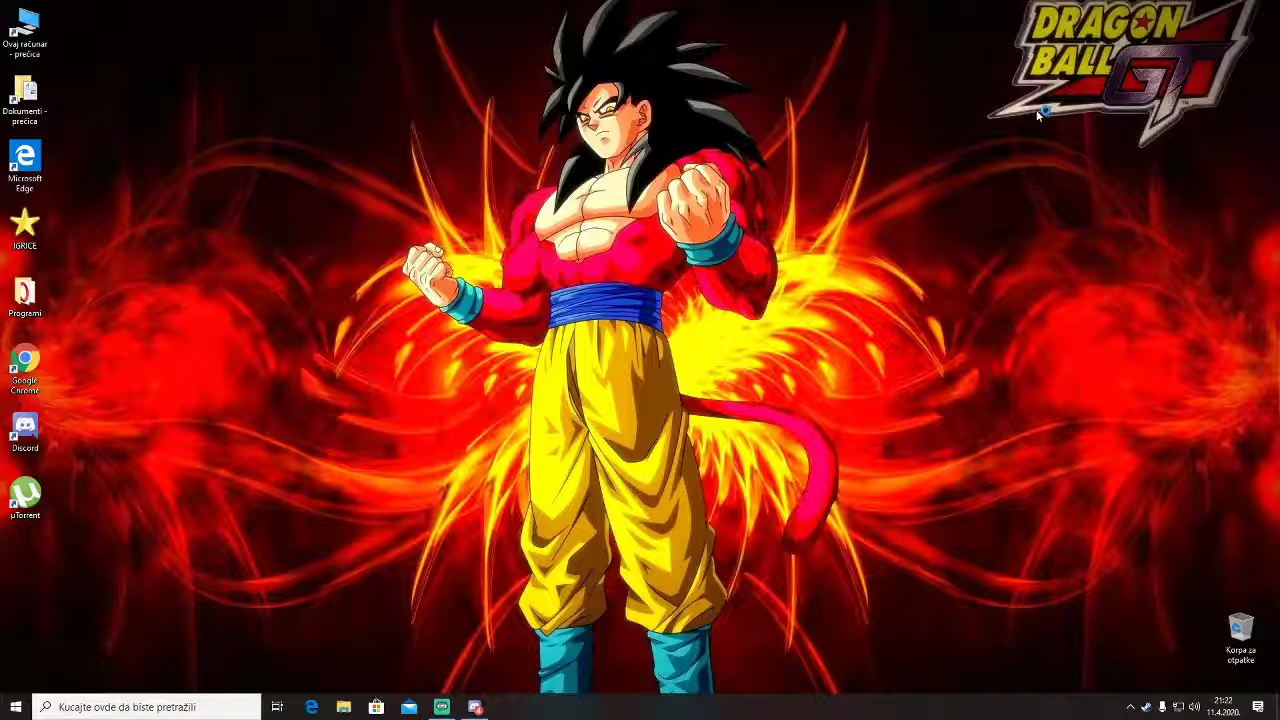 Ovaj računar
- prečica
Dokumenti -
prečica
Microsoft
Edge
IGRICE
Programi
Google
Chrome
Discord
µTorrent
DRAGON
BALL
GT
Korpa za
otpatke
Kucajte ovde da biste pretražili
21:22
11.4.2020.